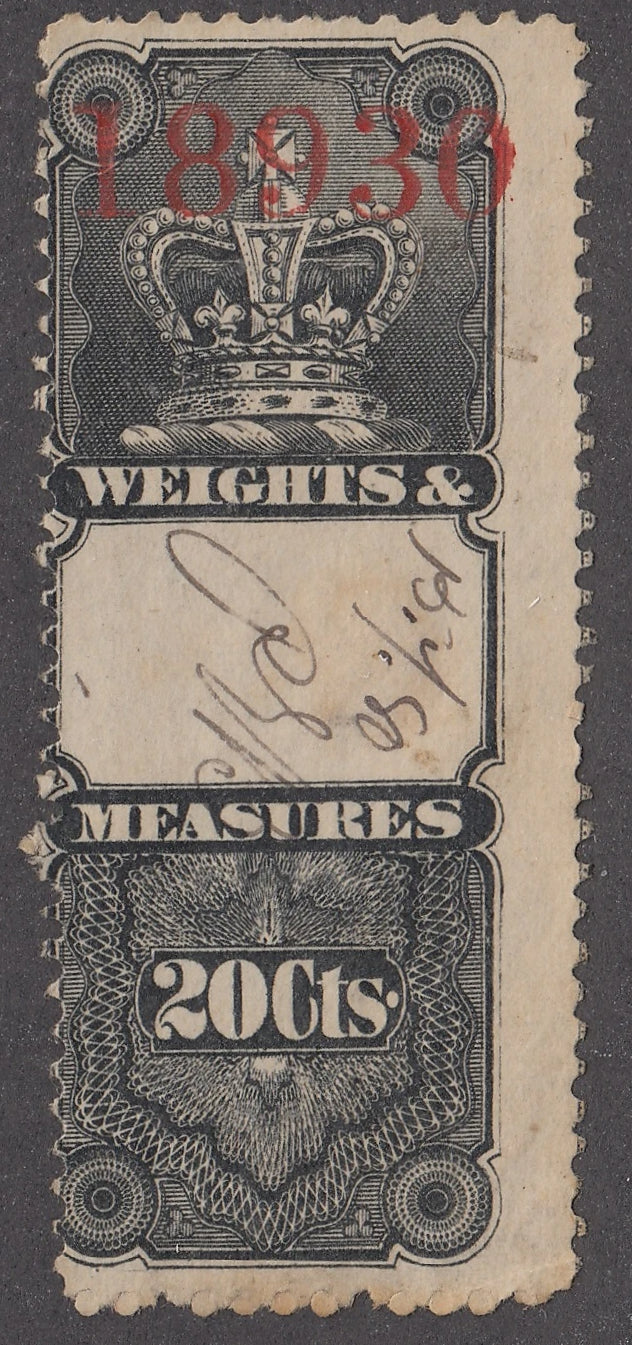 18930
WEIGHTS &
MEASURES
20Cts.